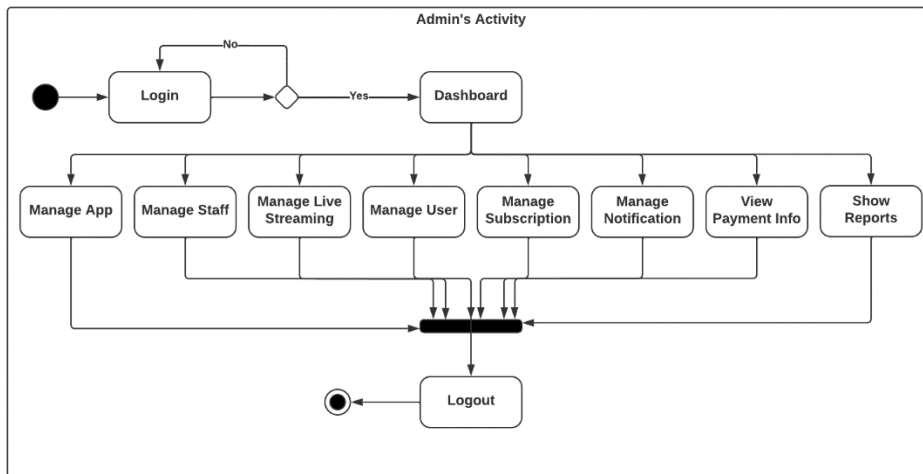 Admin's Activity
No
Login
Yes
Dashboard
Manage App
Manage Staff
Manage Live
Streaming
Manage User
Manage
Subscription
Manage
Notification
View
Payment Info
Show
Reports
Logout